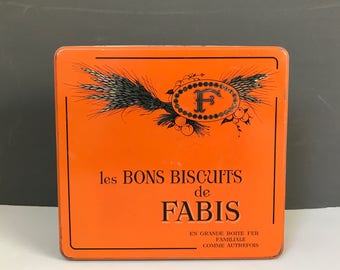 F
les BONS BISCUITS
de
FABIS
EN GRANDE BOITE FER
FAMILIALE
COMME AUTREFOIS